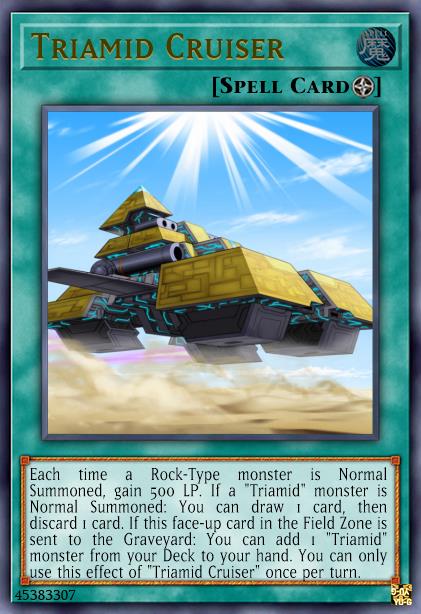 Triamid Cruiser
魔
[Spell Card]
Each time a Rock-Type monster is Normal
Summoned, gain 500 LP. If a "Triamid" monster is
Normal Summoned: You can draw 1 card, then
discard 1 card. If this face-up card in the Field Zone is
sent to the Graveyard: You can add 1 "Triamid"
monster from your Deck to your hand. You can only
use this effect of "Triamid Cruiser" once per turn.
45383307